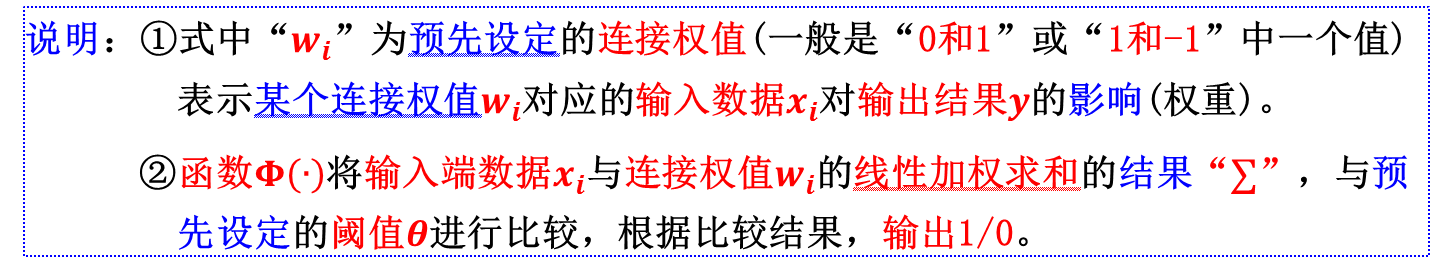 说明：①式中“wᵢ”为预先设定的连接权值(一般是“0和1”或“1和-1”中一个值)
表示某个连接权值wᵢ对应的输入数据xᵢ对输出结果y的影响(权重)。
②函数Φ(·)将输入端数据xᵢ与连接权值wᵢ的线性加权求和的结果“∑”，与预
先设定的阈值θ进行比较，根据比较结果，输出1/0。